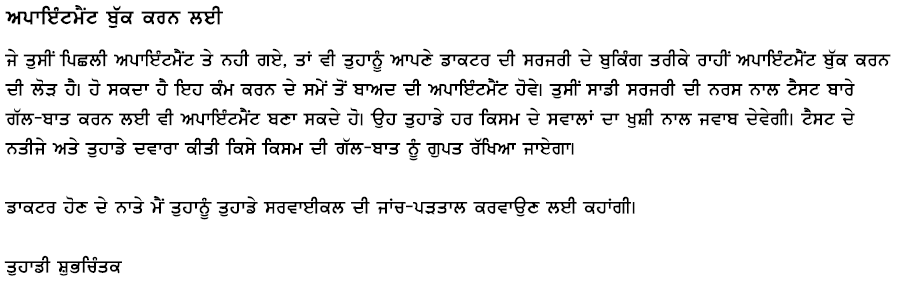 ਅਪਾਇੰਟਮੈਂਟ ਬੁੱਕ ਕਰਨ ਲਈ
ਜੇ ਤੁਸੀਂ ਪਿਛਲੀ ਅਪਾਇੰਟਮੈਂਟ ਤੇ ਨਹੀ ਗਏ, ਤਾਂ ਵੀ ਤੁਹਾਨੂੰ ਆਪਣੇ ਡਾਕਟਰ ਦੀ ਸਰਜਰੀ ਦੇ ਬੁਕਿੰਗ ਤਰੀਕੇ ਰਾਹੀਂ ਅਪਾਇੰਟਮੈਂਟ ਬੁੱਕ ਕਰਨ
ਦੀ ਲੋੜ ਹੈ। ਹੋ ਸਕਦਾ ਹੈ ਇਹ ਕੰਮ ਕਰਨ ਦੇ ਸਮੇਂ ਤੋਂ ਬਾਅਦ ਦੀ ਅਪਾਇੰਟਮੈਂਟ ਹੋਵੇ। ਤੁਸੀਂ ਸਾਡੀ ਸਰਜਰੀ ਦੀ ਨਰਸ ਨਾਲ ਟੈਸਟ ਬਾਰੇ
ਗੱਲ-ਬਾਤ ਕਰਨ ਲਈ ਵੀ ਅਪਾਇੰਟਮੈਂਟ ਬਣਾ ਸਕਦੇ ਹੋ। ਉਹ ਤੁਹਾਡੇ ਹਰ ਕਿਸਮ ਦੇ ਸਵਾਲਾਂ ਦਾ ਖੁਸ਼ੀ ਨਾਲ ਜਵਾਬ ਦੇਵੇਗੀ। ਟੈਸਟ ਦੇ
ਨਤੀਜੇ ਅਤੇ ਤੁਹਾਡੇ ਦਵਾਰਾ ਕੀਤੀ ਕਿਸੇ ਕਿਸਮ ਦੀ ਗੱਲ-ਬਾਤ ਨੂੰ ਗੁਪਤ ਰੱਖਿਆ ਜਾਏਗਾ।
ਡਾਕਟਰ ਹੋਣ ਦੇ ਨਾਤੇ ਮੈਂ ਤੁਹਾਨੂੰ ਤੁਹਾਡੇ ਸਰਵਾਈਕਲ ਦੀ ਜਾਂਚ-ਪੜਤਾਲ ਕਰਵਾਉਣ ਲਈ ਕਹਾਂਗੀ।
ਤੁਹਾਡੀ ਸ਼ੁਭਚਿੰਤਕ